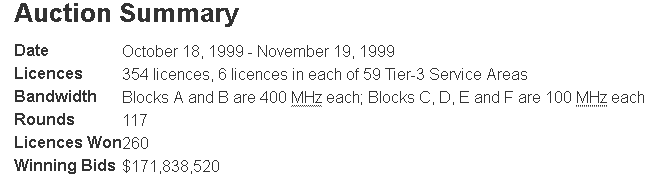 Auction Summary
Date October 18, 1999 - November 19, 1999
Licences 354 licences, 6 licences in each of 59 Tier-3 Service Areas
Bandwidth Blocks A and B are 400 MHz each; Blocks C, D, E and F are 100 MHz each
Rounds 117
Licences Won 260
Winning Bids $171,838,520